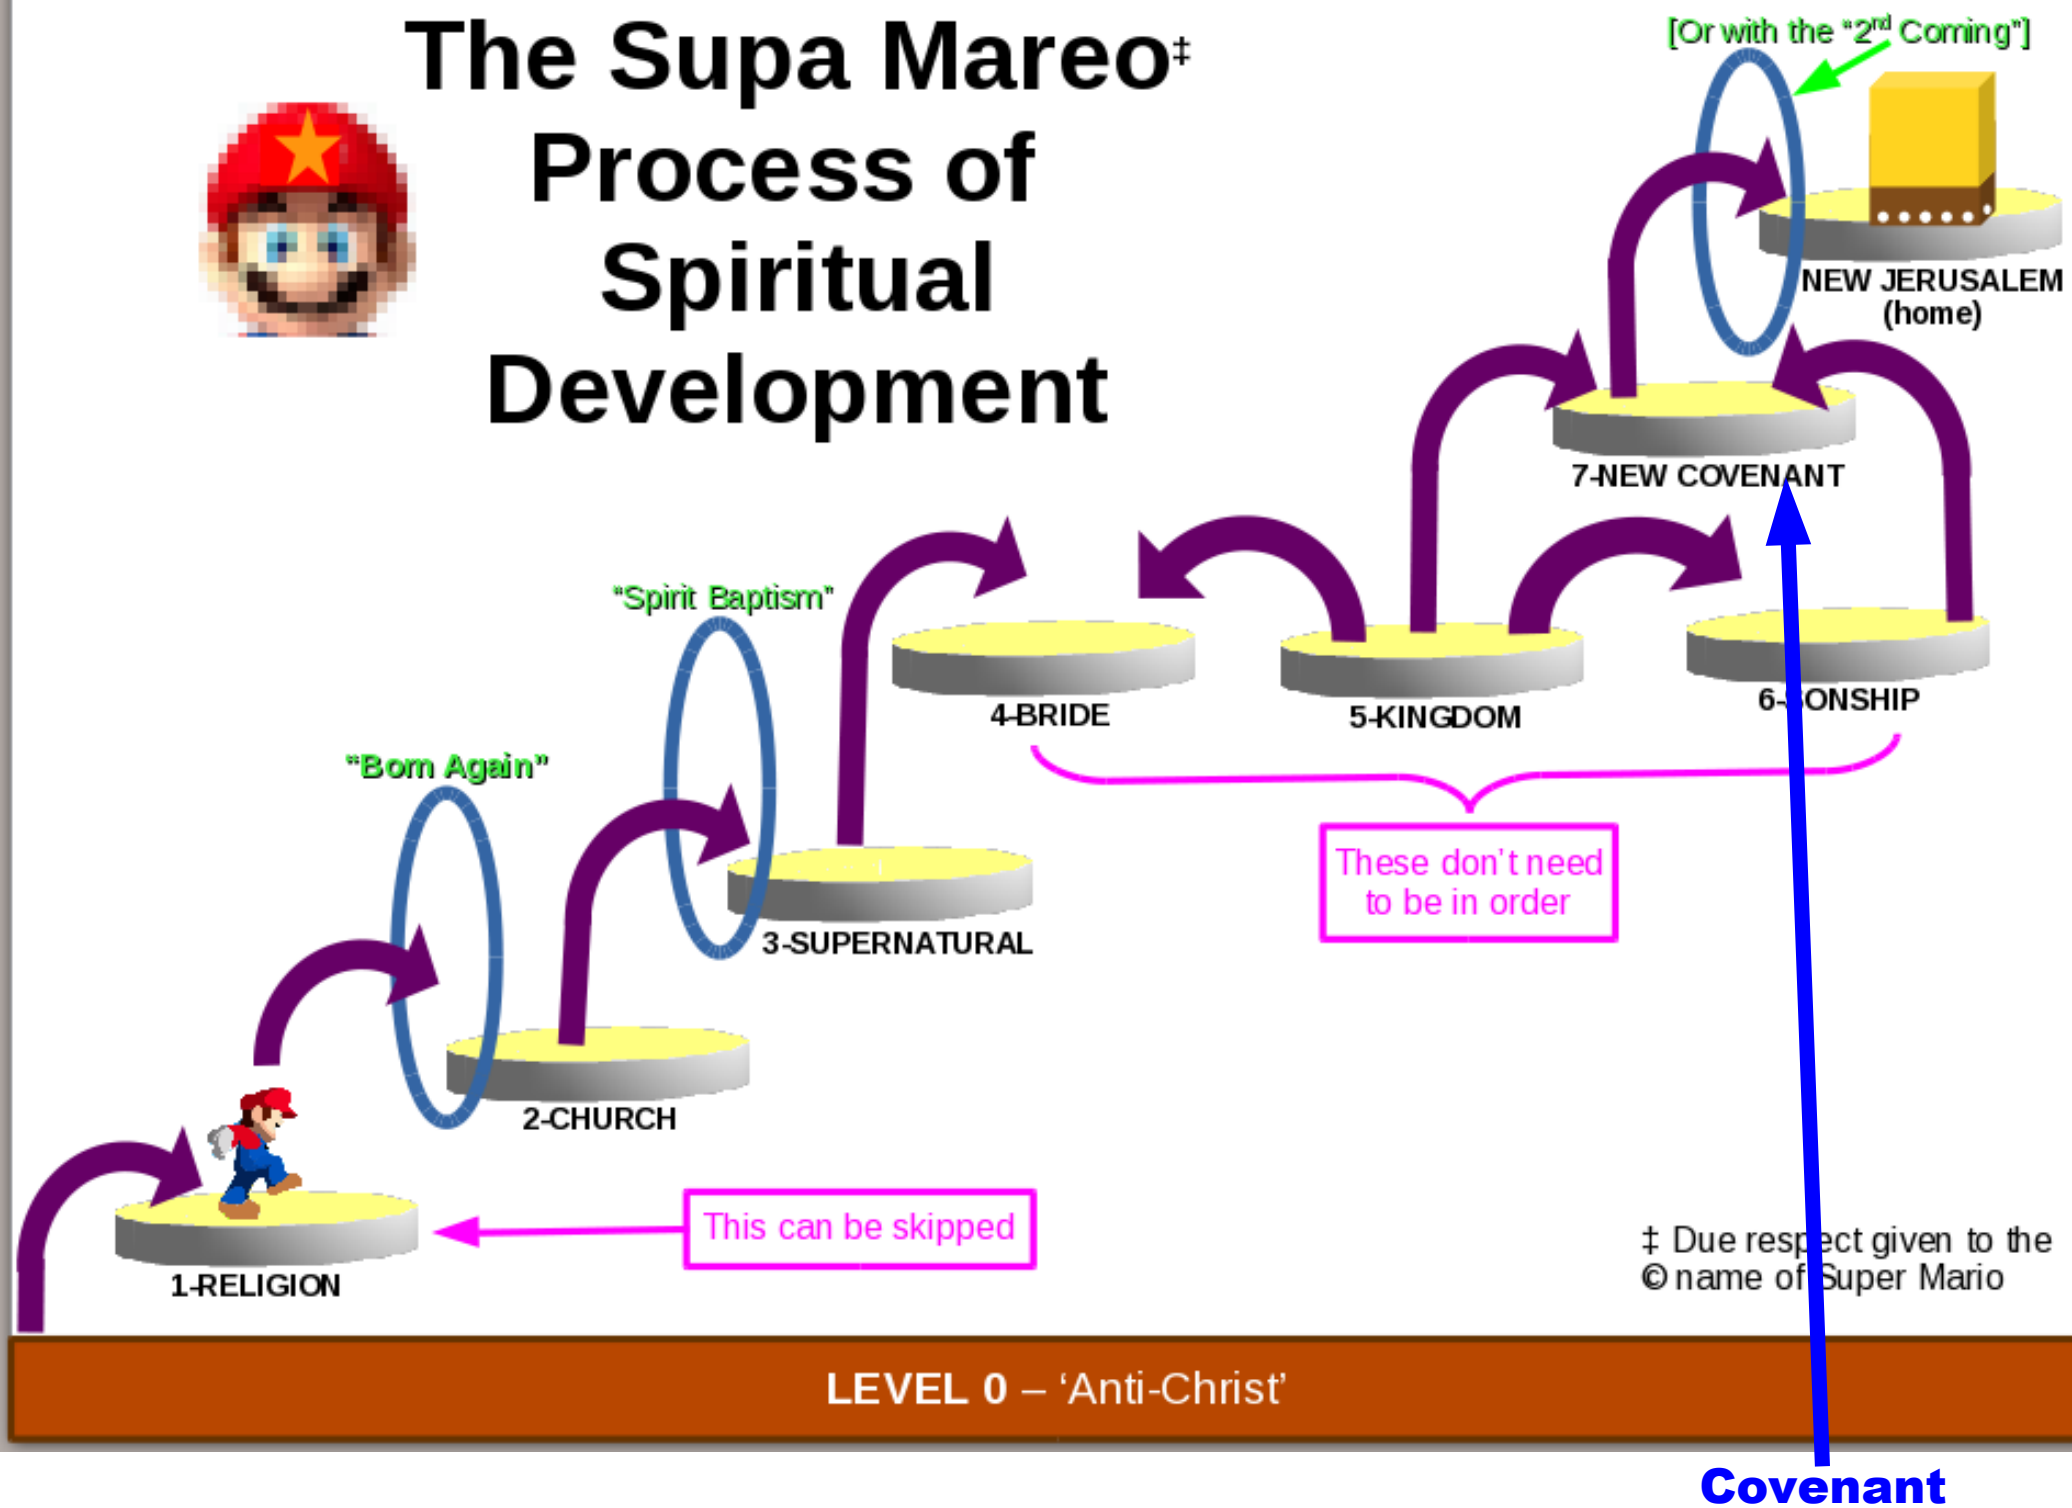 The Supa Mareo‡
Process of
Spiritual
Development
[Or with the “2nd Coming”]
NEW JERUSALEM
(home)
7-NEW COVENANT
“Spirit Baptism”
4-BRIDE
5-KINGDOM
6-SONSHIP
“Born Again”
These don’t need
to be in order
3-SUPERNATURAL
2-CHURCH
This can be skipped
1-RELIGION
‡ Due respect given to the
© name of Super Mario
LEVEL 0 – ‘Anti-Christ’
Covenant